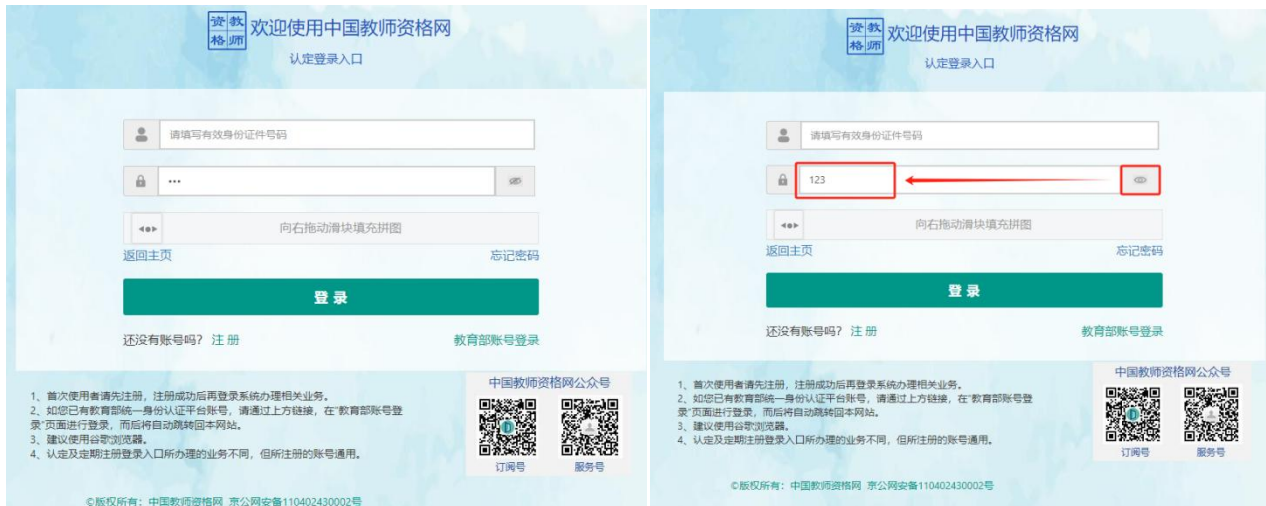 资教
格师
欢迎使用中国教师资格网
认定登录入口
请填写有效身份证件号码
•••
向右拖动滑块填充拼图
返回主页
忘记密码
登录
还没有账号吗？ 注册
教育部账号登录
1、首次使用者请先注册，注册成功后再登录系统办理相关业务。
2、如您已有教育部统一身份认证平台账号，请通过上方链接，在“教育部账号登
录”页面进行登录，而后将自动跳转回本网站。
3、建议使用谷歌浏览器。
4、认定及定期注册登录入口所办理的业务不同，但所注册的账号通用。
中国教师资格网公众号
订阅号
服务号
©版权所有：中国教师资格网 京公网安备110402430002号
资教
格师
欢迎使用中国教师资格网
认定登录入口
请填写有效身份证件号码
123
向右拖动滑块填充拼图
返回主页
忘记密码
登录
还没有账号吗？ 注册
教育部账号登录
1、首次使用者请先注册，注册成功后再登录系统办理相关业务。
2、如您已有教育部统一身份认证平台账号，请通过上方链接，在“教育部账号登
录”页面进行登录，而后将自动跳转回本网站。
3、建议使用谷歌浏览器。
4、认定及定期注册登录入口所办理的业务不同，但所注册的账号通用。
中国教师资格网公众号
订阅号
服务号
©版权所有：中国教师资格网 京公网安备110402430002号